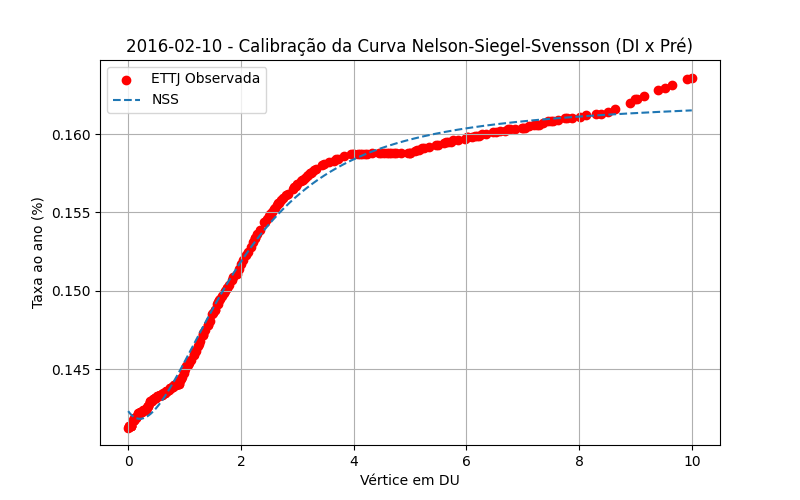 2016-02-10 - Calibração da Curva Nelson-Siegel-Svensson (DI x Pré)
ETTJ Observada
NSS
Taxa ao ano (%)
0.160
0.155
0.150
0.145
0 2 4 6 8 10
Vértice em DU